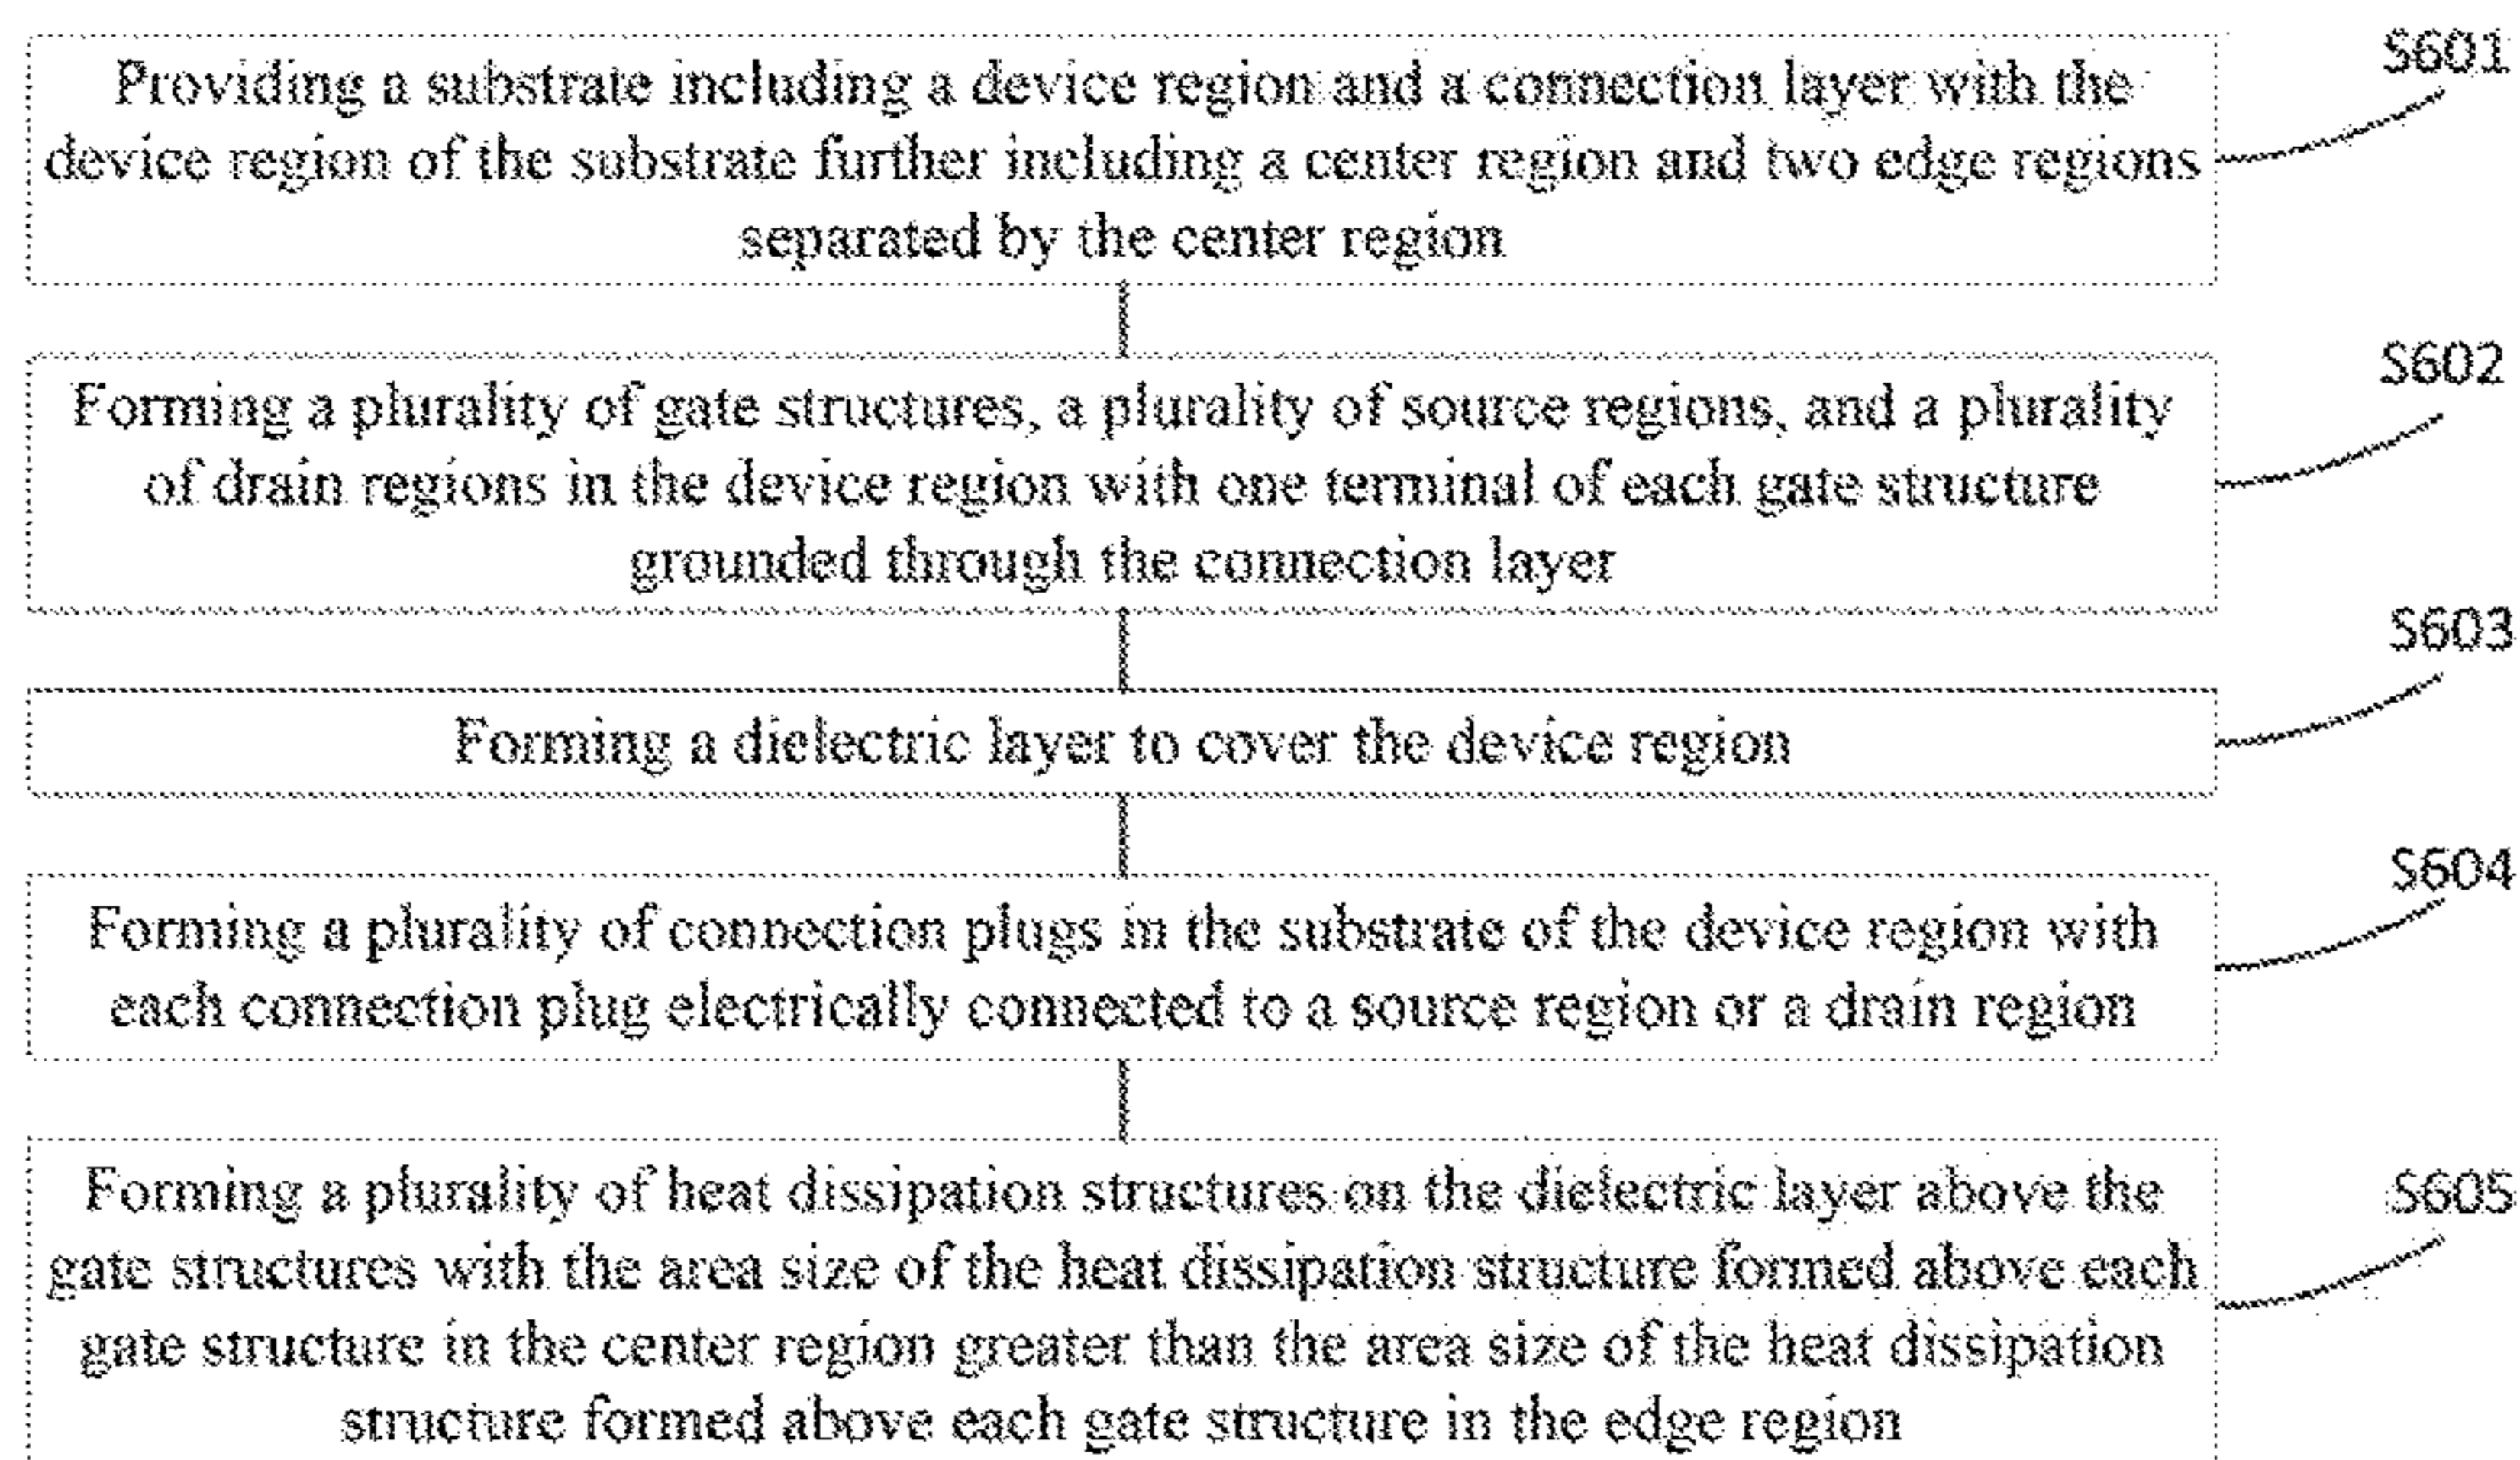 S601
Providing a substrate including a device region and a connection layer with the
device region of the substrate further including a center region and two edge regions
separated by the center region
S602
Forming a plurality of gate structures, a plurality of source regions, and a plurality
of drain regions in the device region with one terminal of each gate structure
grounded through the connection layer
S603
Forming a dielectric layer to cover the device region
S604
Forming a plurality of connection plugs in the substrate of the device region with
each connection plug electrically connected to a source region or a drain region
S605
Forming a plurality of heat dissipation structures on the dielectric layer above the
gate structures with the area size of the heat dissipation structure formed above each
gate structure in the center region greater than the area size of the heat dissipation
structure formed above each gate structure in the edge region